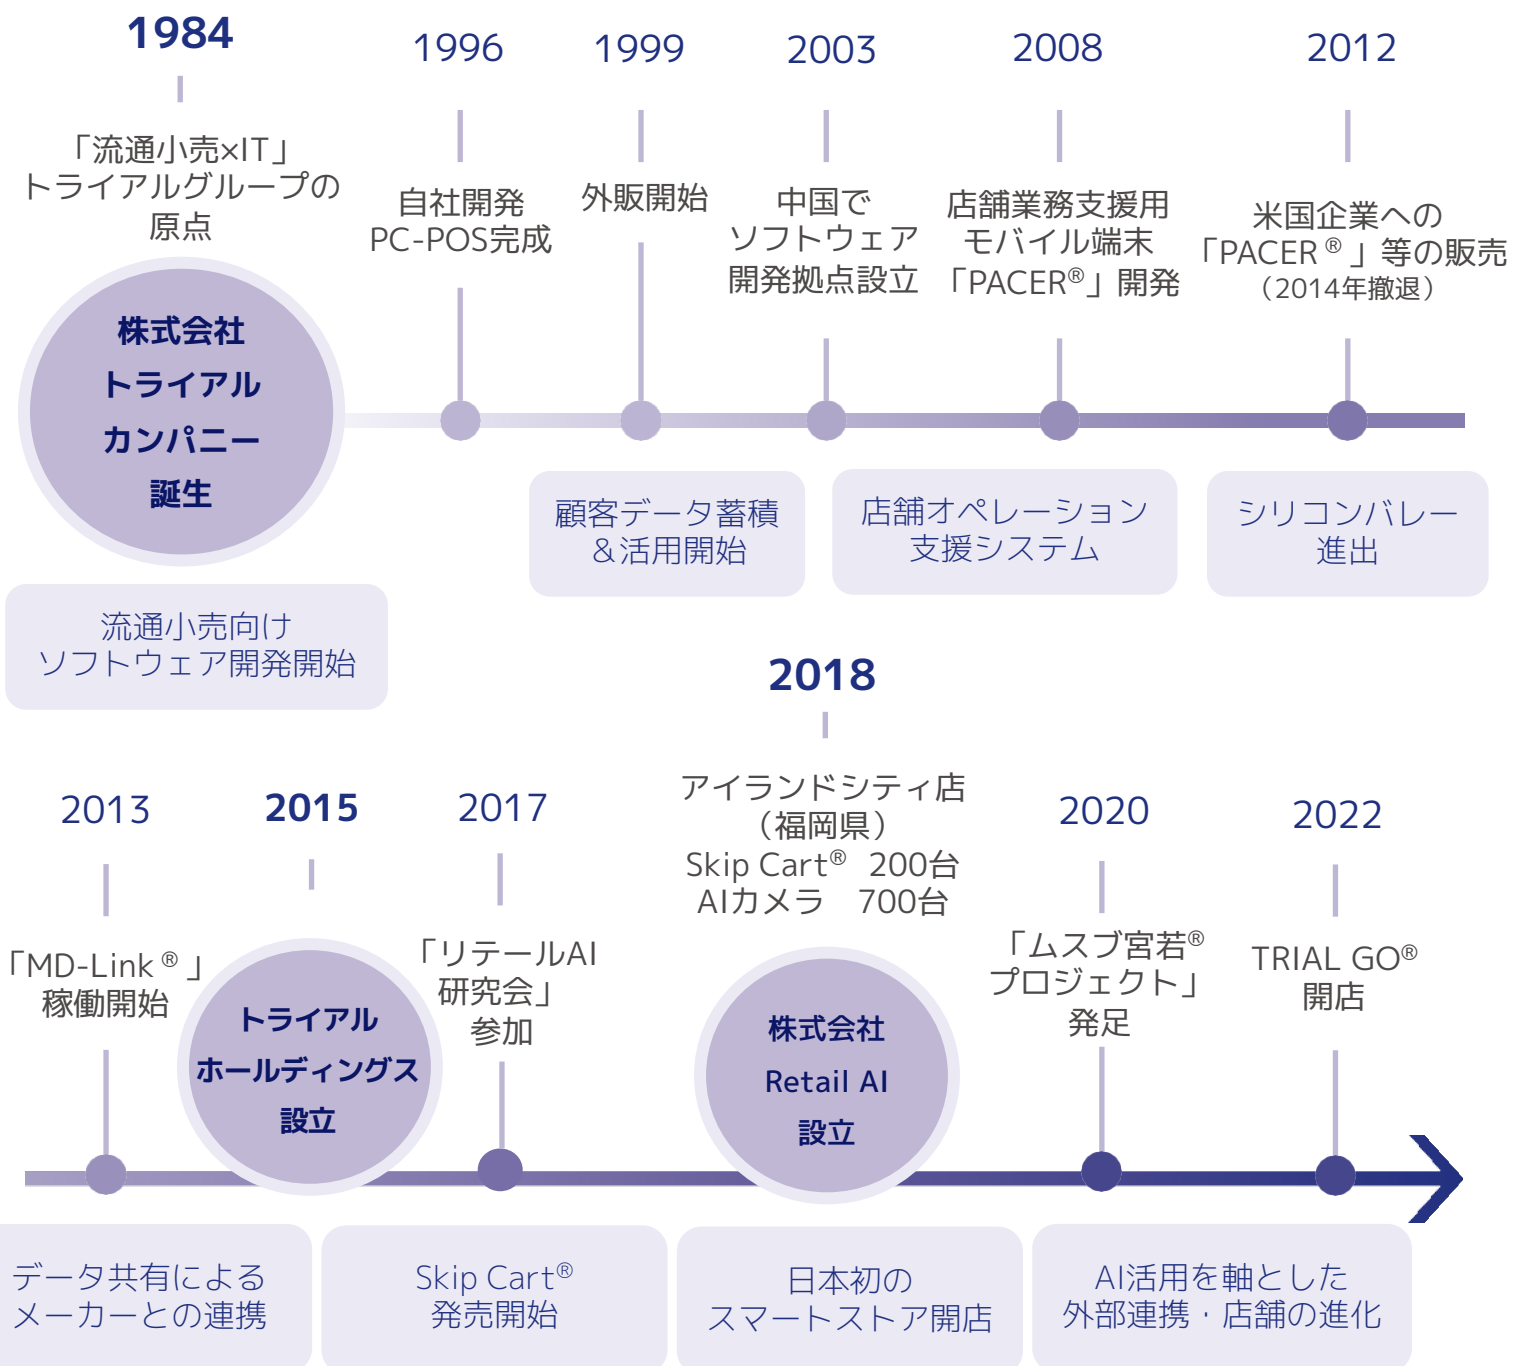 1984
「流通小売×IT」
トライアルグループの
原点
株式会社
トライアル
カンパニー
誕生
流通小売向け
ソフトウェア開発開始
1996
自社開発
PC-POS完成
1999
外販開始
顧客データ蓄積
＆活用開始
2003
中国で
ソフトウェア
開発拠点設立
2008
店舗業務支援用
モバイル端末
「PACER®」開発
店舗オペレーション
支援システム
2012
米国企業への
「PACER®」等の販売
（2014年撤退）
シリコンバレー
進出
2013
「MD-Link®」
稼働開始
データ共有による
メーカーとの連携
2015
トライアル
ホールディングス
設立
2017
「リテールAI
研究会」
参加
Skip Cart®
発売開始
2018
アイランドシティ店
（福岡県）
Skip Cart® 200台
AIカメラ 700台
株式会社
Retail AI
設立
日本初の
スマートストア開店
2020
「ムスブ宮若®
プロジェクト」
発足
2022
TRIAL GO®
開店
AI活用を軸とした
外部連携・店舗の進化